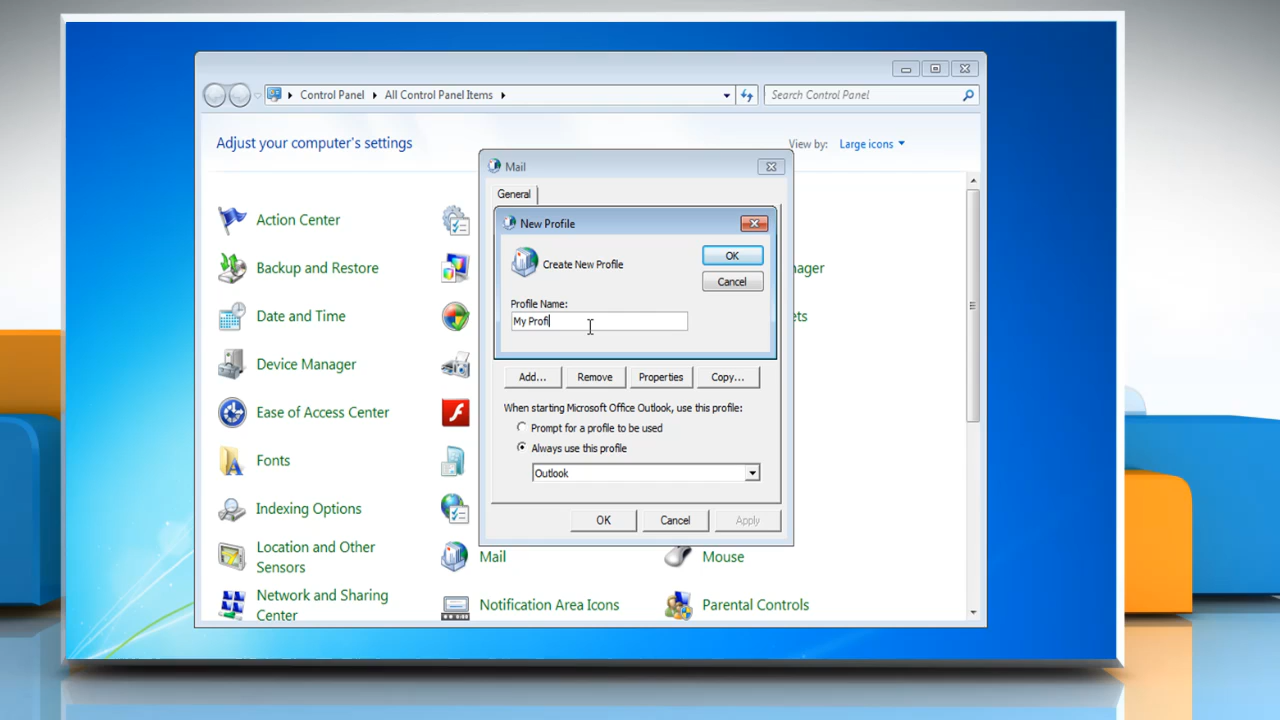 Control Panel
All Control Panel Items
Search Control Panel
Adjust your computer's settings
View by:
Large icons
Action Center
Backup and Restore
Date and Time
Device Manager
Ease of Access Center
Fonts
Indexing Options
Location and Other
Sensors
Network and Sharing
Center
Mail
General
New Profile
Create New Profile
OK
Cancel
Profile Name:
My Profi
Add...
Remove
Properties
Copy...
When starting Microsoft Office Outlook, use this profile:
Prompt for a profile to be used
Always use this profile
Outlook
OK
Cancel
Apply
Mail
Notification Area Icons
ager
ts
Mouse
Parental Controls